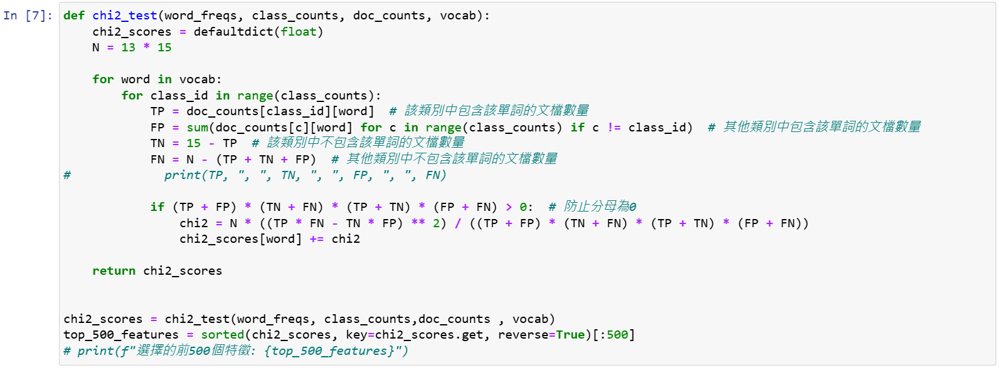 In [7]: def chi2_test(word_freqs, class_counts, doc_counts, vocab):
    chi2_scores = defaultdict(float)
    N = 13 * 15

    for word in vocab:
        for class_id in range(class_counts):
            TP = doc_counts[class_id][word]  # 該類別中包含該單詞的文檔數量
            FP = sum(doc_counts[c][word] for c in range(class_counts) if c != class_id)  # 其他類別中包含該單詞的文檔數量
            TN = 15 - TP  # 該類別中不包含該單詞的文檔數量
            FN = N - (TP + TN + FP)  # 其他類別中不包含該單詞的文檔數量
#             print(TP, ", ", TN, ", ", FP, ", ", FN)

            if (TP + FP) * (TN + FN) * (TP + TN) * (FP + FN) > 0:  # 防止分母為0
                chi2 = N * ((TP * FN - TN * FP) ** 2) / ((TP + FP) * (TN + FN) * (TP + TN) * (FP + FN))
                chi2_scores[word] += chi2

    return chi2_scores


chi2_scores = chi2_test(word_freqs, class_counts,doc_counts , vocab)
top_500_features = sorted(chi2_scores, key=chi2_scores.get, reverse=True)[:500]
# print(f"選擇的前500個特徵: {top_500_features}")